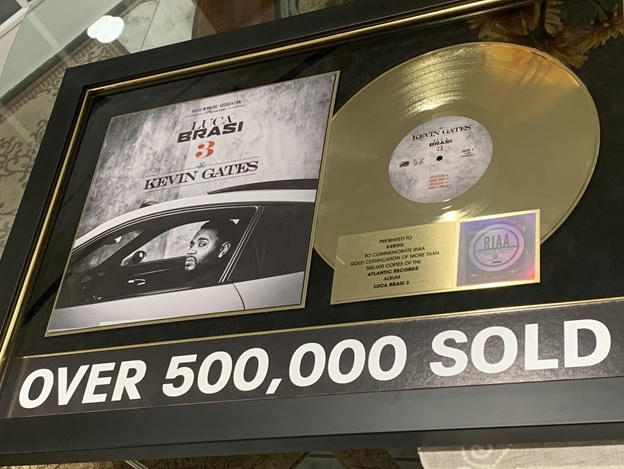 BREAD WINNERS' ASSOCIATION
Presents
LUCA
BRASI
3
KEVIN GATES
KEVIN GATES
LUCA
BRASI
3
PRESENTED TO
TO COMMEMORATE RIAA
GOLD CERTIFICATION OF MORE THAN
500,000 COPIES OF THE
ATLANTIC RECORDS
ALBUM
LUCA BRASI 3
RIAA
OVER 500,000 SOLD